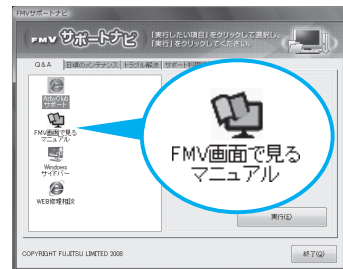 FMVサポートナビ
FMV サポートナビ
「実行したい項目」をクリックして選択し、
「実行」をクリックしてください。
Q&A 日頃のメンテナンス トラブル解決
AzbyClub
サポート
FMV画面で見る
マニュアル
Windows
サイドバー
WEB修理相談
FMV画面で見る
マニュアル
実行(E)
COPYRIGHT FUJITSU LIMITED 2008
終了(Q)